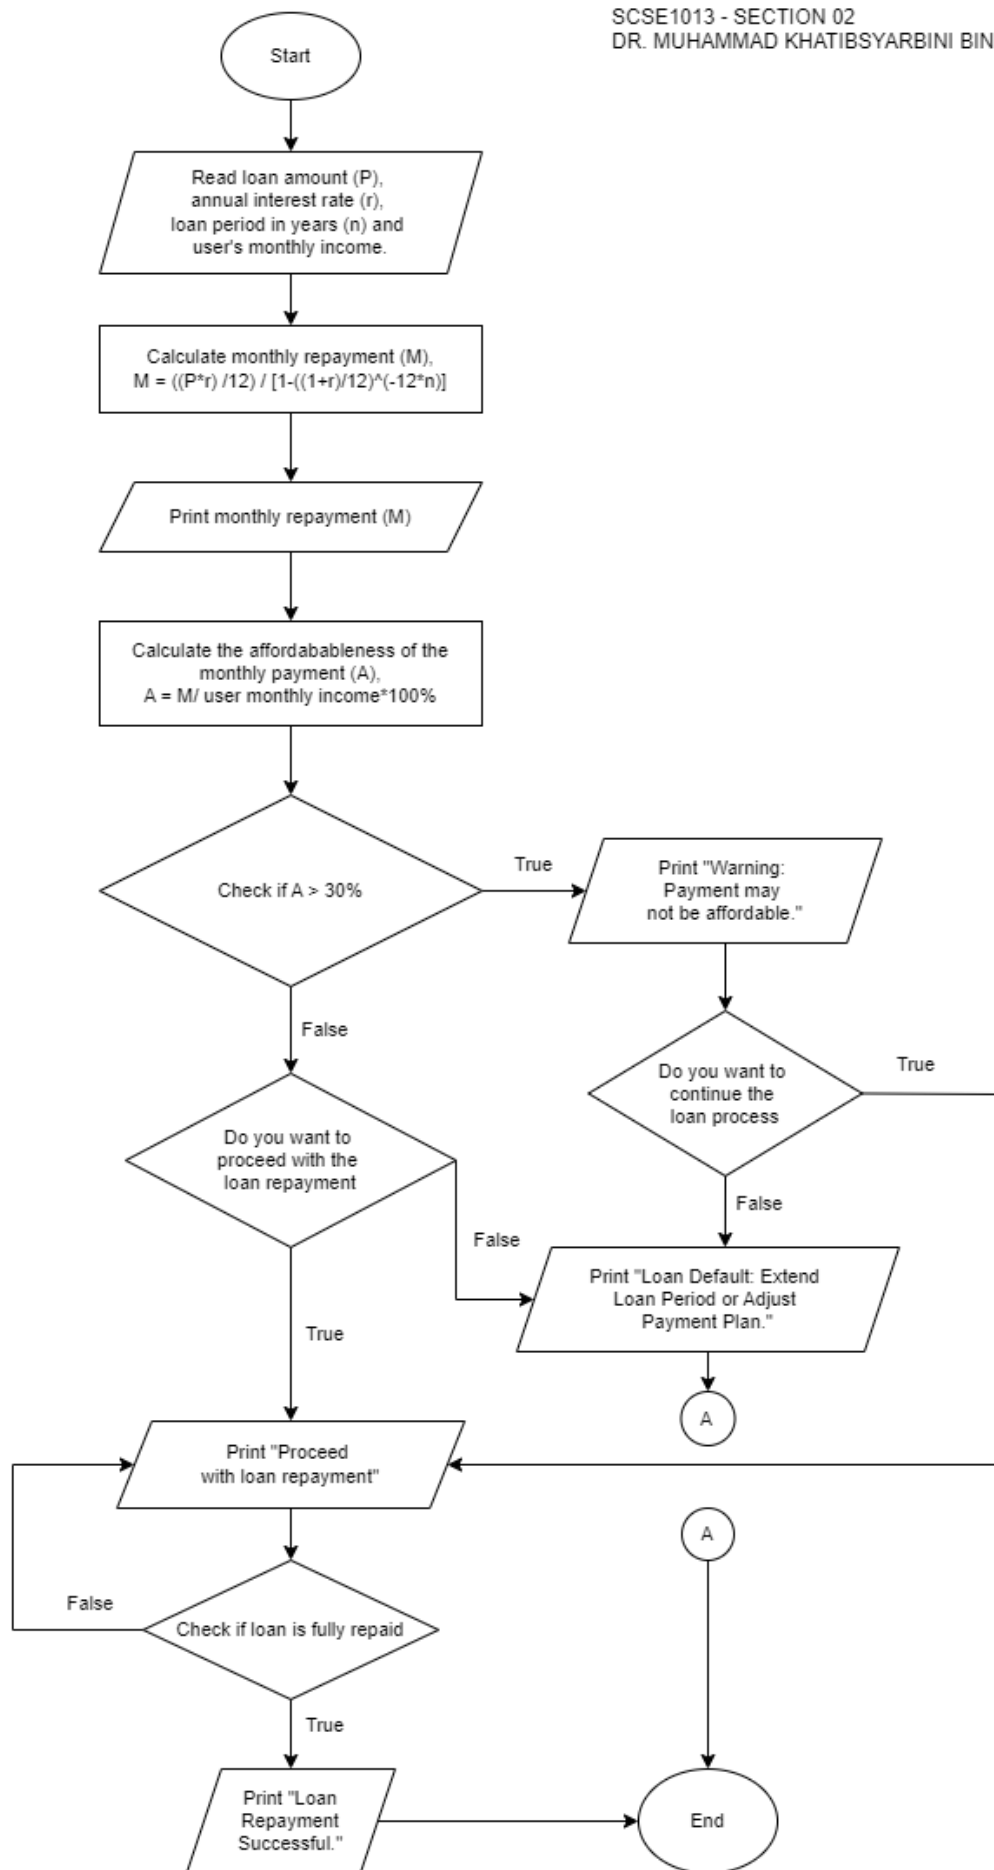 SCSE1013 - SECTION 02
DR. MUHAMMAD KHATIBSYARBINI BIN
Start
Read loan amount (P),
annual interest rate (r),
loan period in years (n) and
user's monthly income.
Calculate monthly repayment (M),
M = ((P*r) /12) / [1-((1+r)/12)^(-12*n)]
Print monthly repayment (M)
Calculate the affordabableness of the
monthly payment (A),
A = M/ user monthly income*100%
Check if A > 30%
True
Print "Warning:
Payment may
not be affordable."
False
Do you want to
continue the
loan process
True
Do you want to
proceed with the
loan repayment
False
False
Print "Loan Default: Extend
Loan Period or Adjust
Payment Plan."
True
A
Print "Proceed
with loan repayment"
A
False
Check if loan is fully repaid
True
Print "Loan
Repayment
Successful."
End